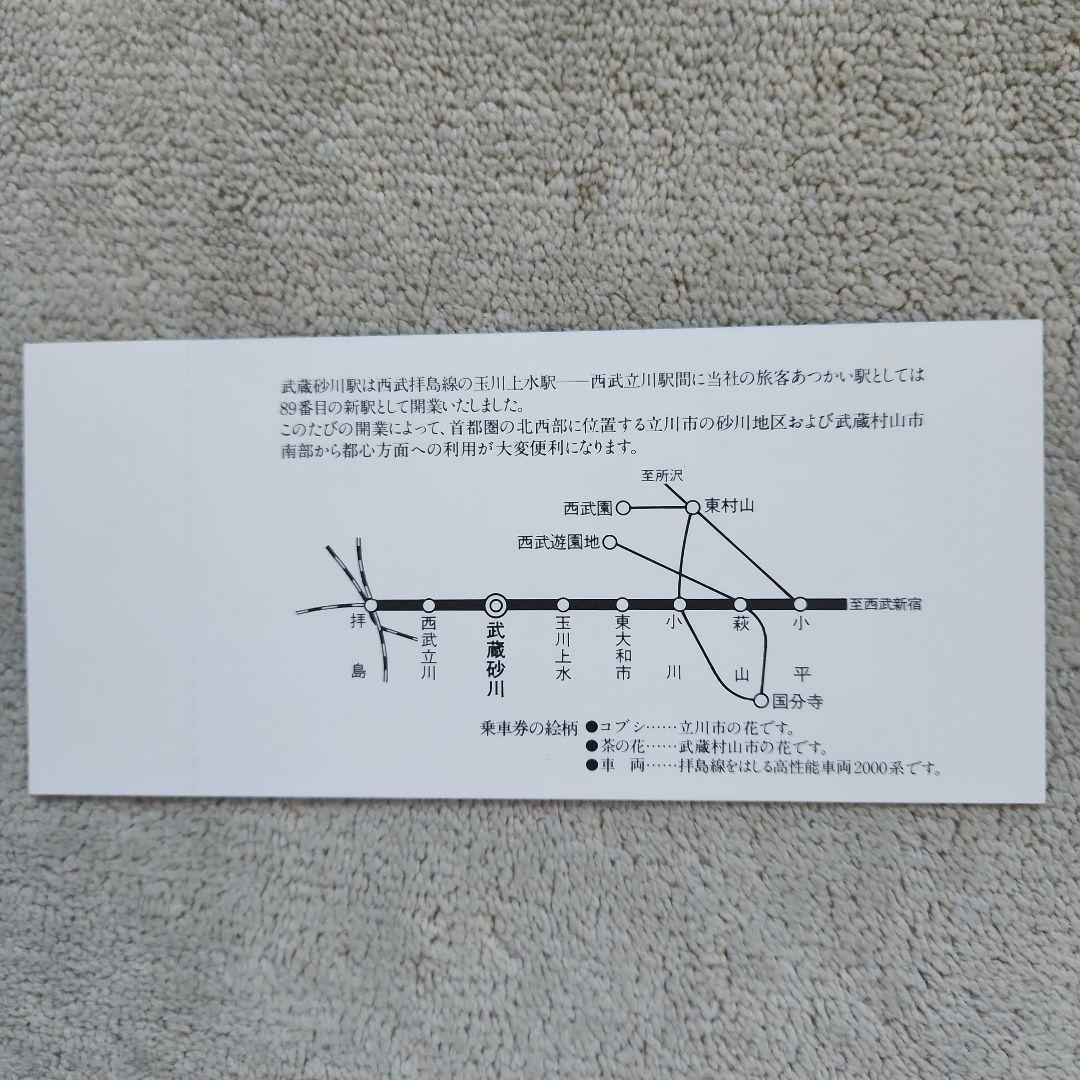 武蔵砂川駅は西武拝島線の玉川上水駅──西武立川駅間に当社の旅客あつかい駅としては
89番目の新駅として開業いたしました。
このたびの開業によって、首都圏の北西部に位置する立川市の砂川地区および武蔵村山市
南部から都心方面への利用が大変便利になります。
至所沢
西武園
東村山
西武遊園地
至西武新宿
拝島
西武立川
武蔵砂川
玉川上水
東大和市
小川
萩山
小平
国分寺
乗車券の絵柄 ●コブシ……立川市の花です。
●茶の花……武蔵村山市の花です。
●車 両……拝島線をはしる高性能車両2000系です。